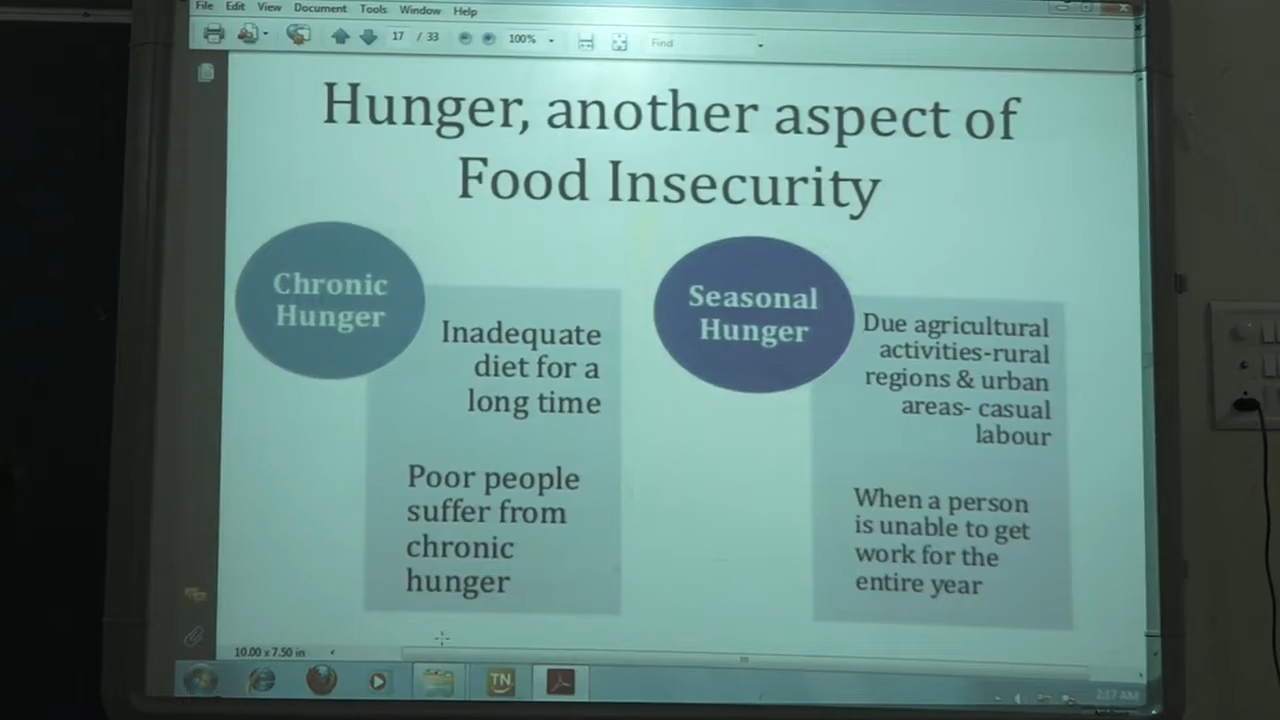 File Edit View Document Tools Window Help
17 / 33 100% Find
Hunger, another aspect of
Food Insecurity
Chronic
Hunger
Inadequate
diet for a
long time
Poor people
suffer from
chronic
hunger
Seasonal
Hunger
Due agricultural
activities-rural
regions & urban
areas- casual
labour
When a person
is unable to get
work for the
entire year
10.00 x 7.50 in
TN
2:17 AM